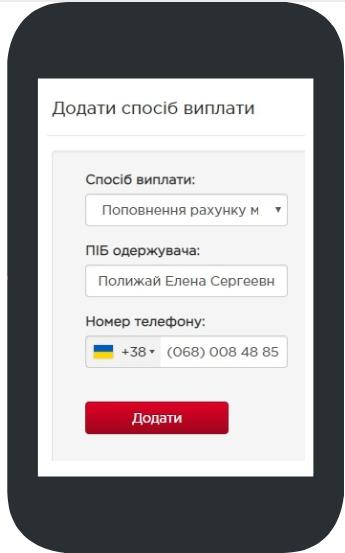 Додати спосіб виплати
Спосіб виплати:
Поповнення рахунку м
ПІБ одержувача:
Полижай Елена Сергеевн
Номер телефону:
+38 (068) 008 48 85
Додати